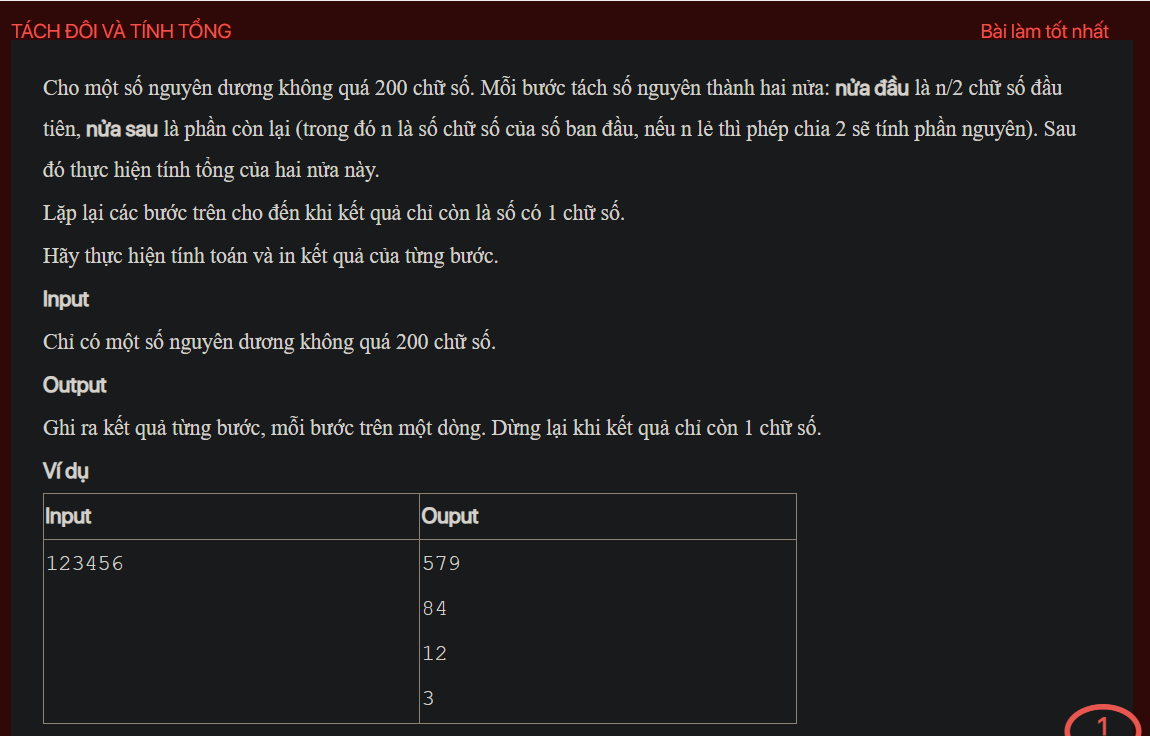 TÁCH ĐÔI VÀ TÍNH TỔNG
Bài làm tốt nhất
Cho một số nguyên dương không quá 200 chữ số. Mỗi bước tách số nguyên thành hai nửa: nửa đầu là n/2 chữ số đầu
tiên, nửa sau là phần còn lại (trong đó n là số chữ số của số ban đầu, nếu n lẻ thì phép chia 2 sẽ tính phần nguyên). Sau
đó thực hiện tính tổng của hai nửa này.
Lặp lại các bước trên cho đến khi kết quả chỉ còn là số có 1 chữ số.
Hãy thực hiện tính toán và in kết quả của từng bước.
Input
Chỉ có một số nguyên dương không quá 200 chữ số.
Output
Ghi ra kết quả từng bước, mỗi bước trên một dòng. Dừng lại khi kết quả chỉ còn 1 chữ số.
Ví dụ
Input Ouput
123456 579
84
12
3
1